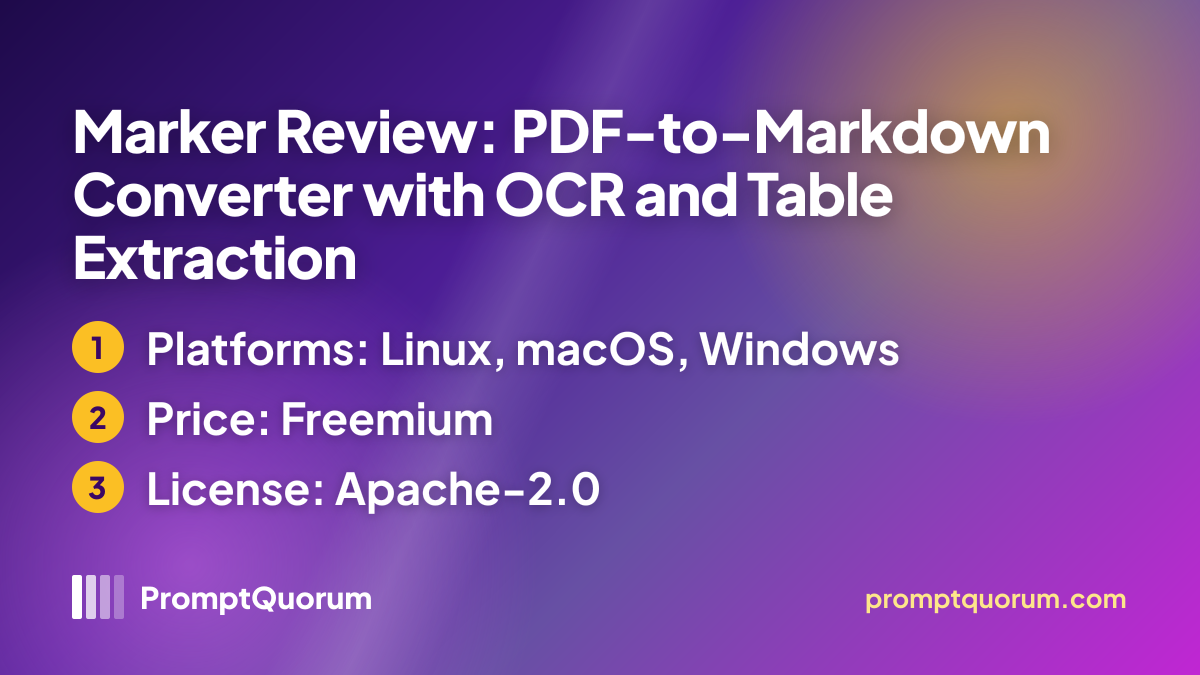 Marker Review: PDF-to-Markdown
Converter with OCR and Table
Extraction
1 Platforms: Linux, macOS, Windows
2 Price: Freemium
3 License: Apache-2.0
PromptQuorum
promptquorum.com